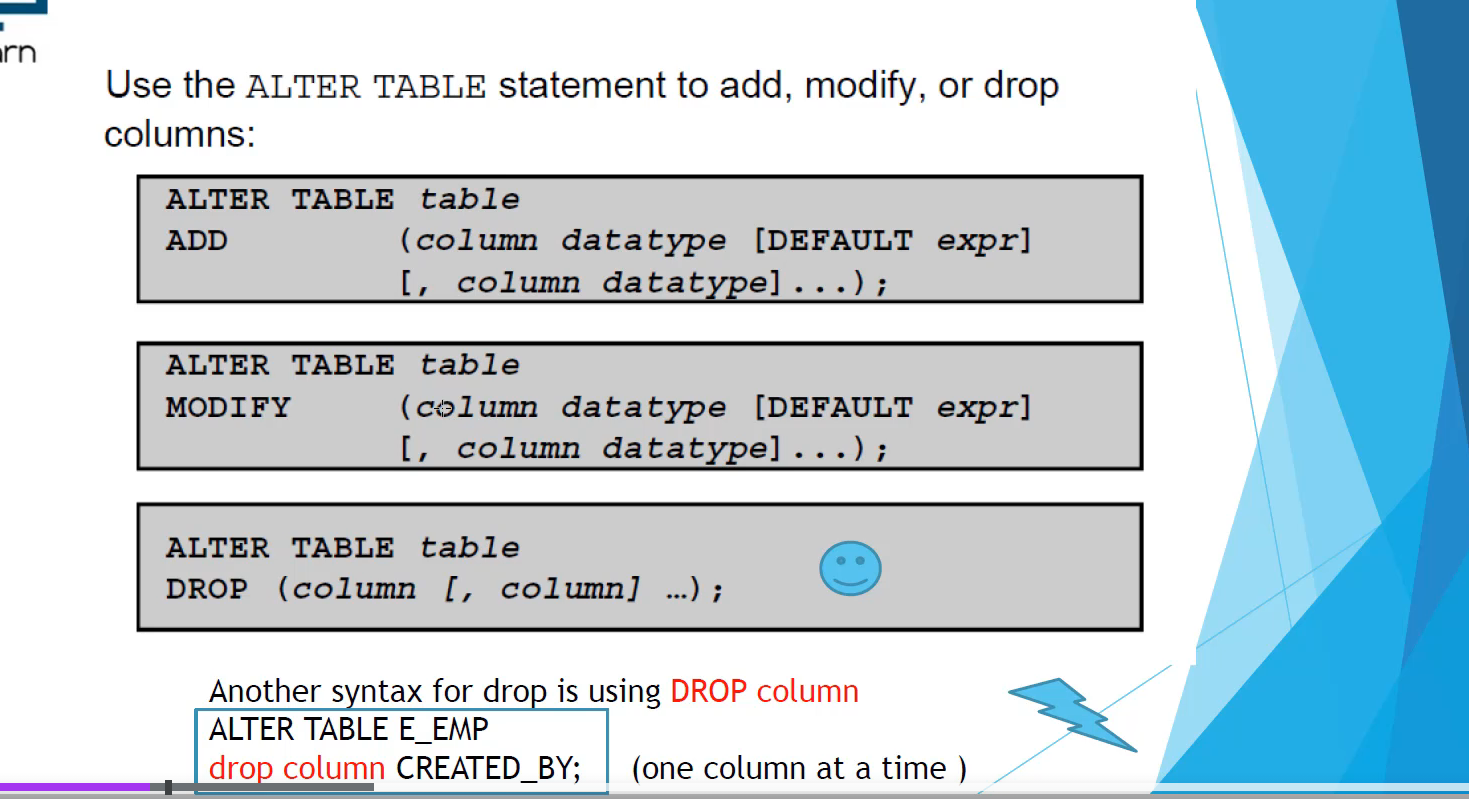 arn
Use the ALTER TABLE statement to add, modify, or drop
columns:
ALTER TABLE table
ADD (column datatype [DEFAULT expr]
[, column datatype]...);
ALTER TABLE table
MODIFY (column datatype [DEFAULT expr]
[, column datatype]...);
ALTER TABLE table
DROP (column [, column] …);
Another syntax for drop is using DROP column
ALTER TABLE E_EMP
drop column CREATED_BY; (one column at a time )